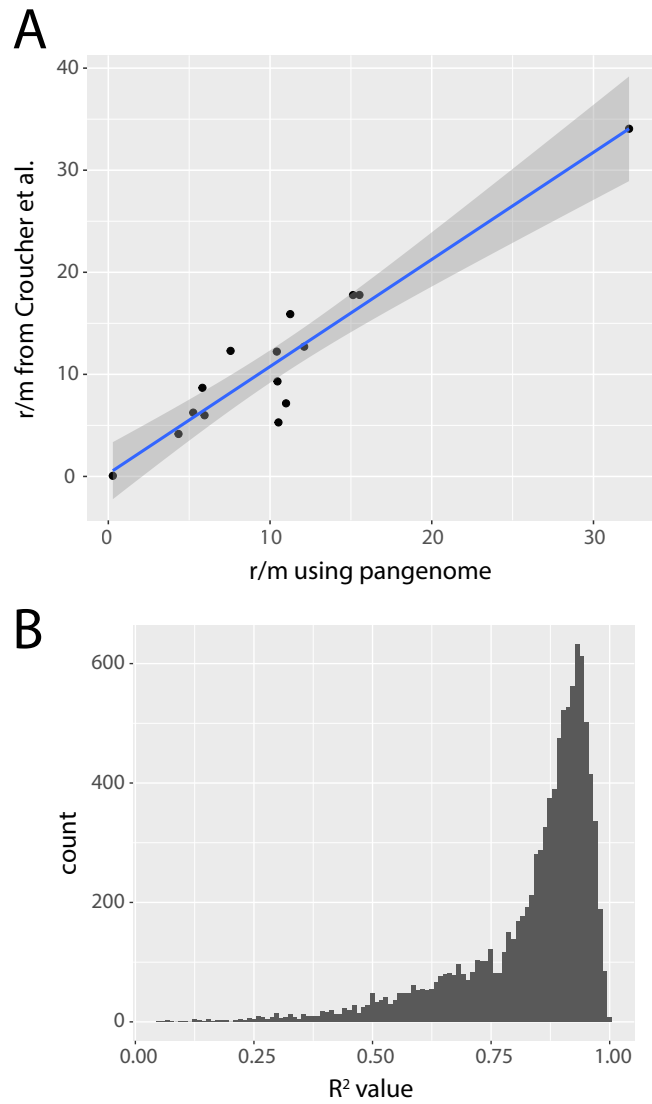 A
40
30
20
10
0
r/m from Croucher et al.
0 10 20 30
r/m using pangenome
B
600
400
200
0
count
0.00 0.25 0.50 0.75 1.00
R² value